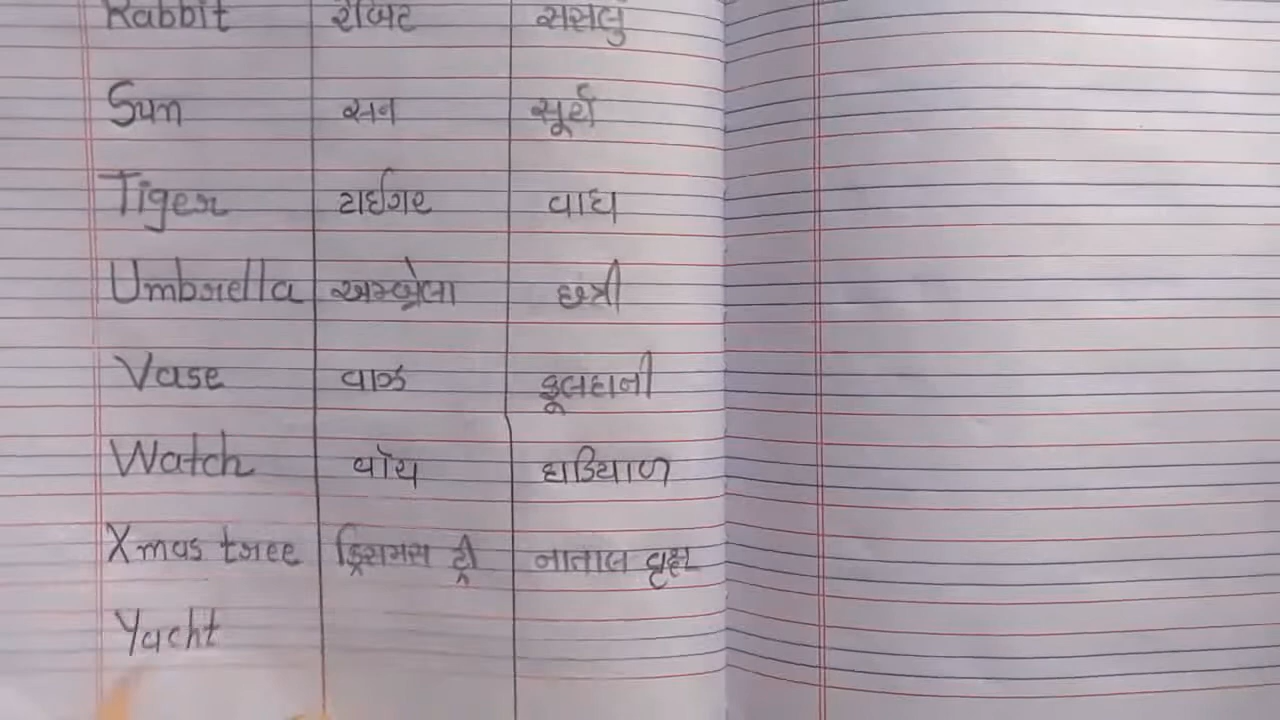 Rabbit રેબિટ સસલુ
Sun સન સૂર્ય
Tiger ટાઈગર વાઘ
Umbrella અમ્બ્રેલા છત્રી
Vase વાઝ ફૂલદાની
Watch વૉચ ઘડિયાળ
Xmas tree ક્રિસમસ ટ્રી નાતાલ વૃક્ષ
Yacht